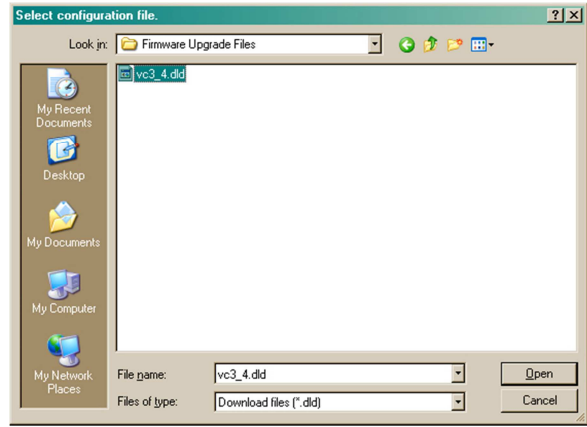 Select configuration file.
Look in:
Firmware Upgrade Files
vc3_4.dld
My Recent
Documents
Desktop
My Documents
My Computer
My Network
Places
File name:
vc3_4.dld
Open
Files of type:
Download files (*.dld)
Cancel